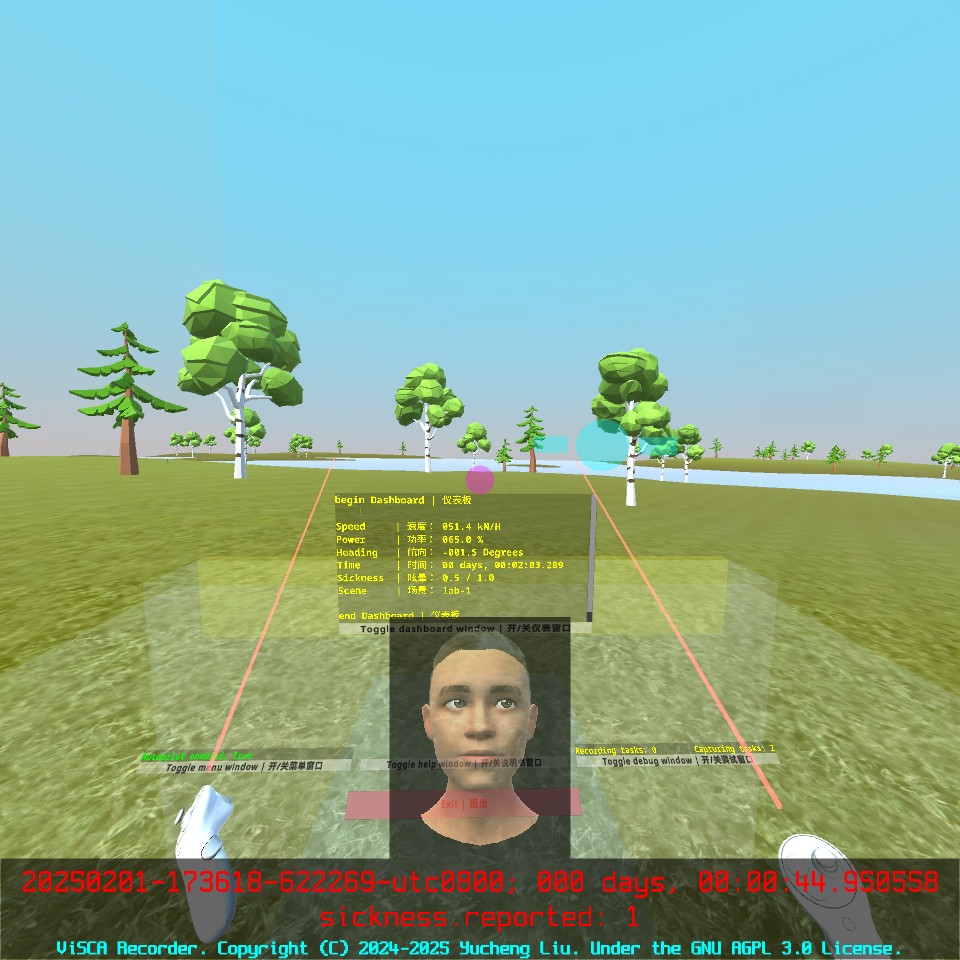 begin Dashboard | 仪表板
Speed | 速度： 051.4 kM/H
Power | 功率： 065.0 %
Heading | 航向： -001.5 Degrees
Time | 时间： 00 days, 00:02:03.289
Sickness | 眩晕： 0.5 / 1.0
Scene | 场景： lab-1
end Dashboard | 仪表板
Toggle dashboard window | 开/关仪表窗口
Recording tasks: 0 Capturing tasks: 2
Toggle menu window | 开/关菜单窗口
Toggle help window | 开/关说明书窗口
Toggle debug window | 开/关调试窗口
Exit | 退出
20250201-173618-622269-utc0800; 000 days, 00:00:44.950558
sickness.reported: 1
ViSCA Recorder. Copyright (C) 2024-2025 Yucheng Liu. Under the GNU AGPL 3.0 License.